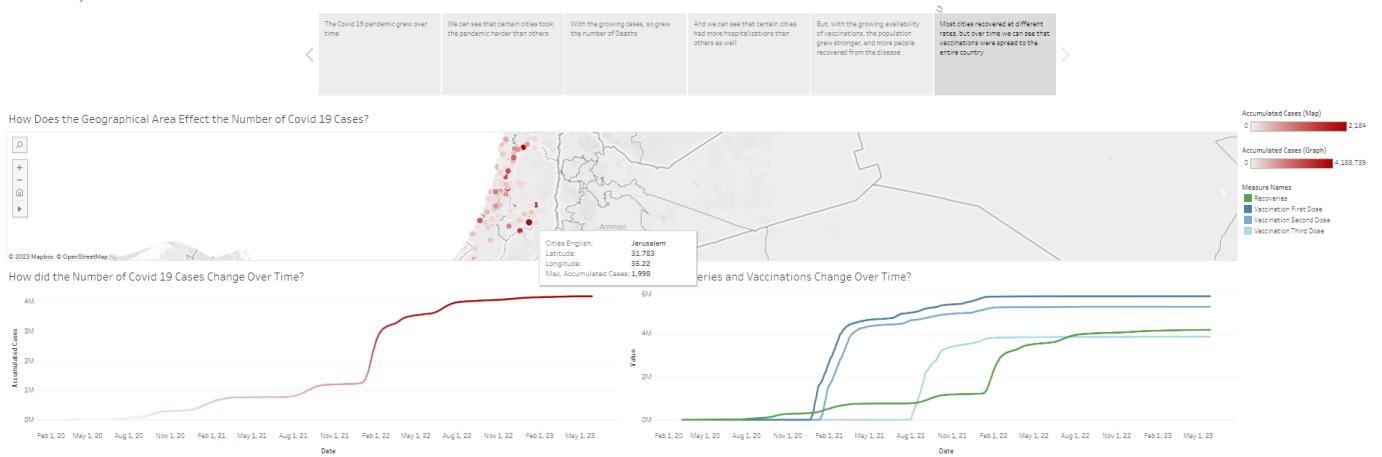 The Covid 19 pandemic grew over
time
We can see that certain cities took
the pandemic harder than others
With the growing cases, so grew
the number of Deaths
And we can see that certain cities
had more hospitalizations than
others as well
But, with the growing availability
of vaccinations, the population
grew stronger, and more people
recovered from the disease
Most cities recovered at different
rates, but over time we can see that
vaccinations were spread to the
entire country
How Does the Geographical Area Effect the Number of Covid 19 Cases?
Amman
Cities English: Jerusalem
Latitude: 31.783
Longitude: 35.22
Max. Accumulated Cases: 1,998
© 2023 Mapbox © OpenStreetMap
Accumulated Cases (Map)
0 2,184
Accumulated Cases (Graph)
0 4,188,739
Measure Names
Recoveries
Vaccination First Dose
Vaccination Second Dose
Vaccination Third Dose
How did the Number of Covid 19 Cases Change Over Time?
4M
3M
2M
1M
0M
Accumulated Cases
Feb 1, 20 May 1, 20 Aug 1, 20 Nov 1, 20 Feb 1, 21 May 1, 21 Aug 1, 21 Nov 1, 21 Feb 1, 22 May 1, 22 Aug 1, 22 Nov 1, 22 Feb 1, 23 May 1, 23
Date
eries and Vaccinations Change Over Time?
6M
4M
2M
0M
Value
Feb 1, 20 May 1, 20 Aug 1, 20 Nov 1, 20 Feb 1, 21 May 1, 21 Aug 1, 21 Nov 1, 21 Feb 1, 22 May 1, 22 Aug 1, 22 Nov 1, 22 Feb 1, 23 May 1, 23
Date